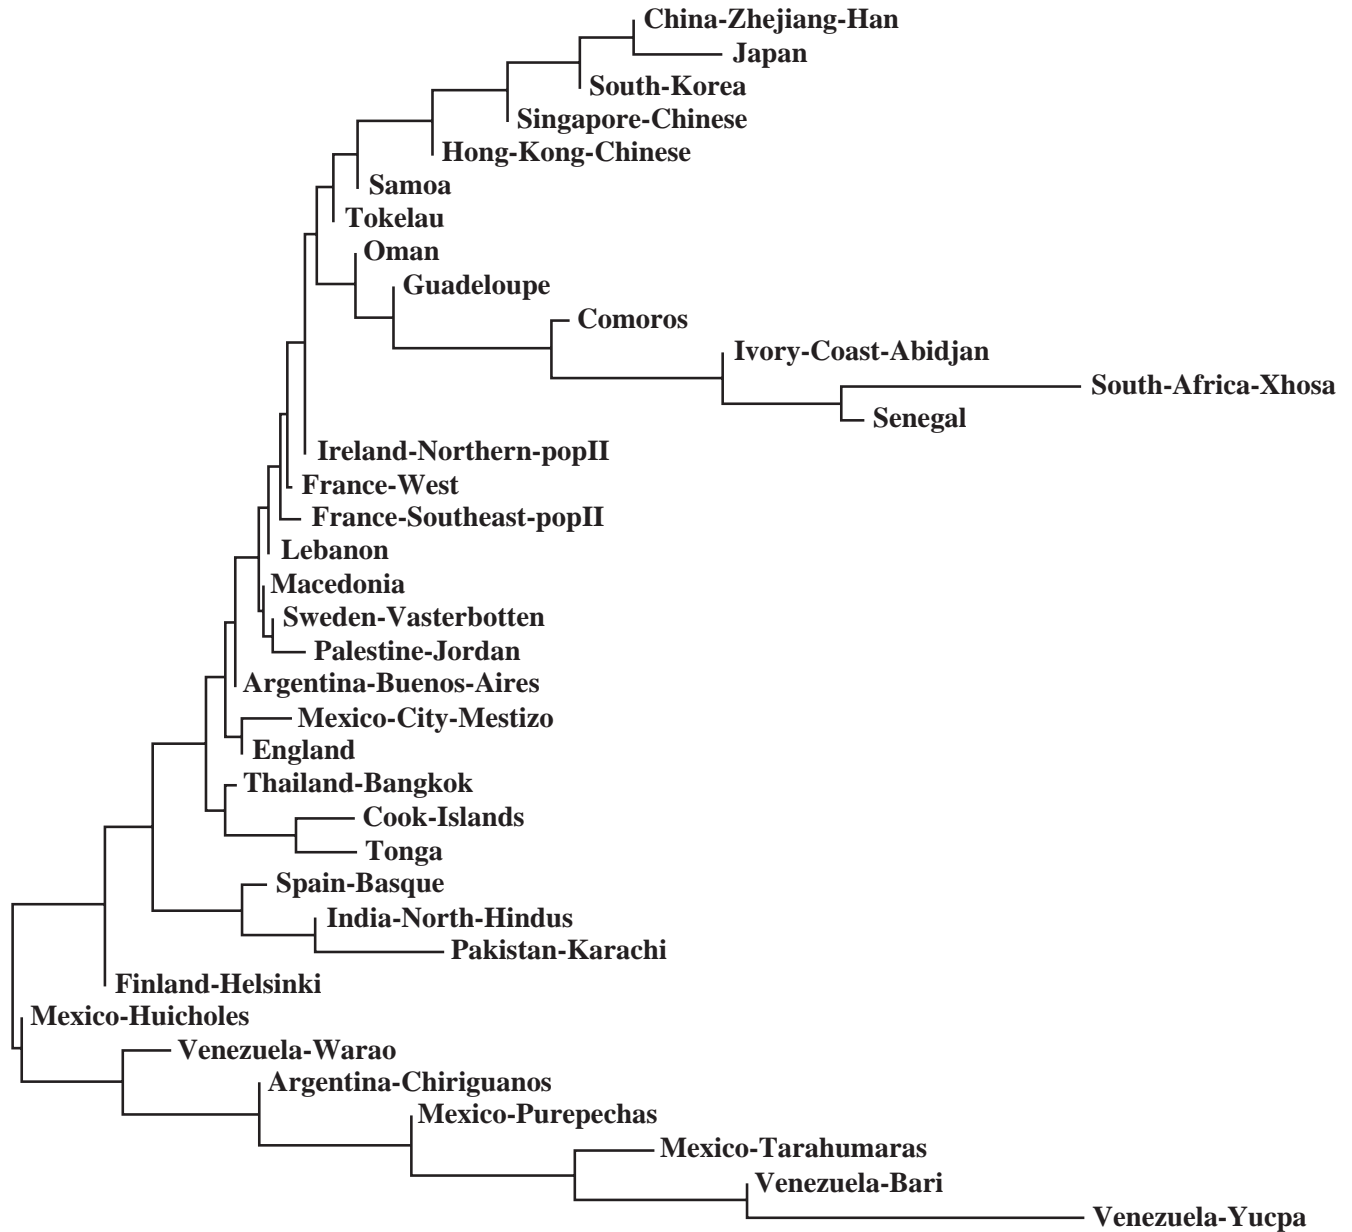 China-Zhejiang-Han
Japan
South-Korea
Singapore-Chinese
Hong-Kong-Chinese
Samoa
Tokelau
Oman
Guadeloupe
Comoros
Ivory-Coast-Abidjan
South-Africa-Xhosa
Senegal
Ireland-Northern-popII
France-West
France-Southeast-popII
Lebanon
Macedonia
Sweden-Vasterbotten
Palestine-Jordan
Argentina-Buenos-Aires
Mexico-City-Mestizo
England
Thailand-Bangkok
Cook-Islands
Tonga
Spain-Basque
India-North-Hindus
Pakistan-Karachi
Finland-Helsinki
Mexico-Huicholes
Venezuela-Warao
Argentina-Chiriguanos
Mexico-Purepechas
Mexico-Tarahumaras
Venezuela-Bari
Venezuela-Yucpa